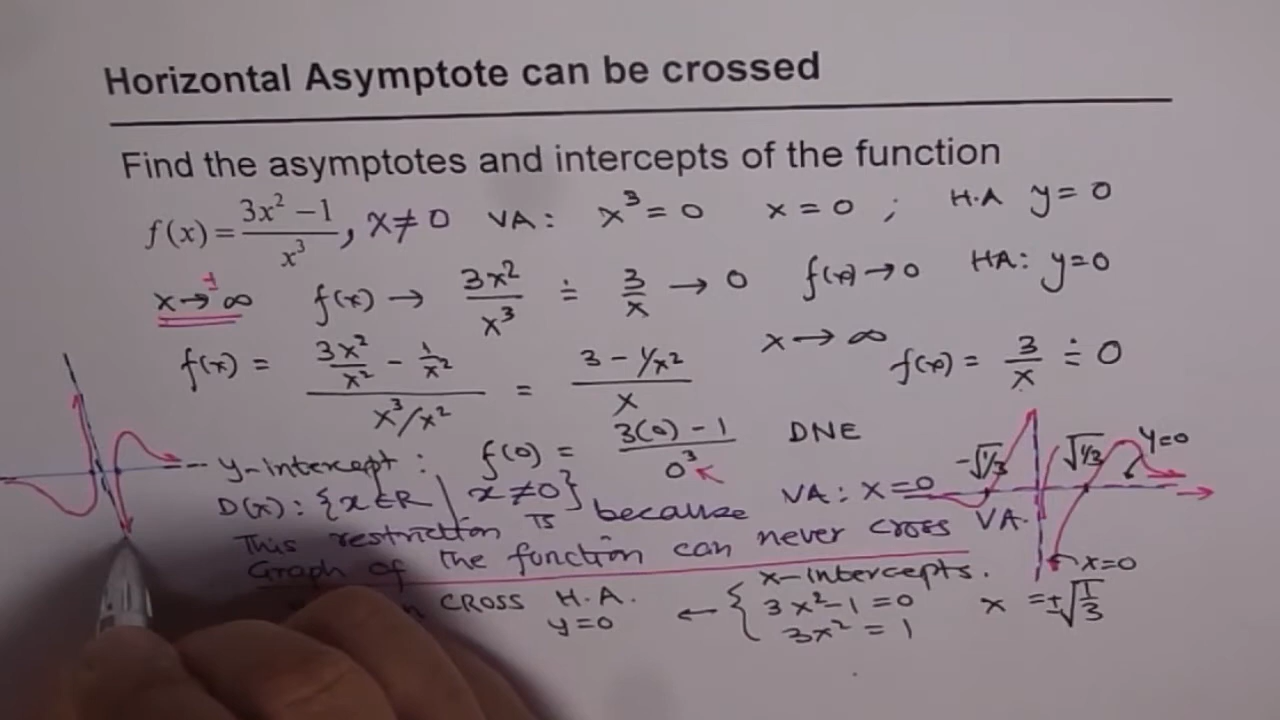 Horizontal Asymptote can be crossed
Find the asymptotes and intercepts of the function
f(x) = (3x² − 1)/x³, x ≠ 0   VA: x³ = 0   x = 0 ;   H.A y = 0
x → ±∞   f(x) → 3x²/x³ ≐ 3/x → 0   f(x) → 0   HA: y = 0
f(x) = (3x²/x² − 1/x²)/(x³/x²) = (3 − 1/x²)/x   x → ∞   f(x) = 3/x ≐ 0
y-intercept: f(0) = (3(0) − 1)/0³   DNE
D(x): {x ∈ R | x ≠ 0}   VA: x = 0
This restriction is because
Graph of the function can never cross VA.
CROSS H.A.
y = 0
← { x-intercepts.
3x² − 1 = 0   x = ±√(1/3)
3x² = 1
−√1/3   √1/3   y=0
x=0